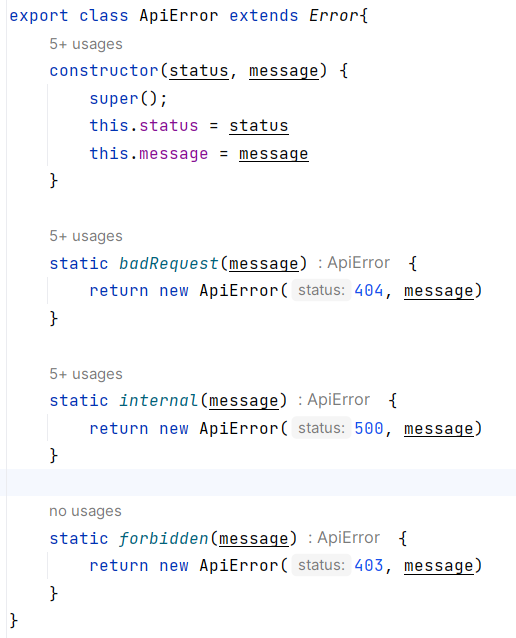 export class ApiError extends Error{
5+ usages
constructor(status, message) {
super();
this.status = status
this.message = message
}
5+ usages
static badRequest(message) : ApiError {
return new ApiError( status: 404, message)
}
5+ usages
static internal(message) : ApiError {
return new ApiError( status: 500, message)
}
no usages
static forbidden(message) : ApiError {
return new ApiError( status: 403, message)
}
}